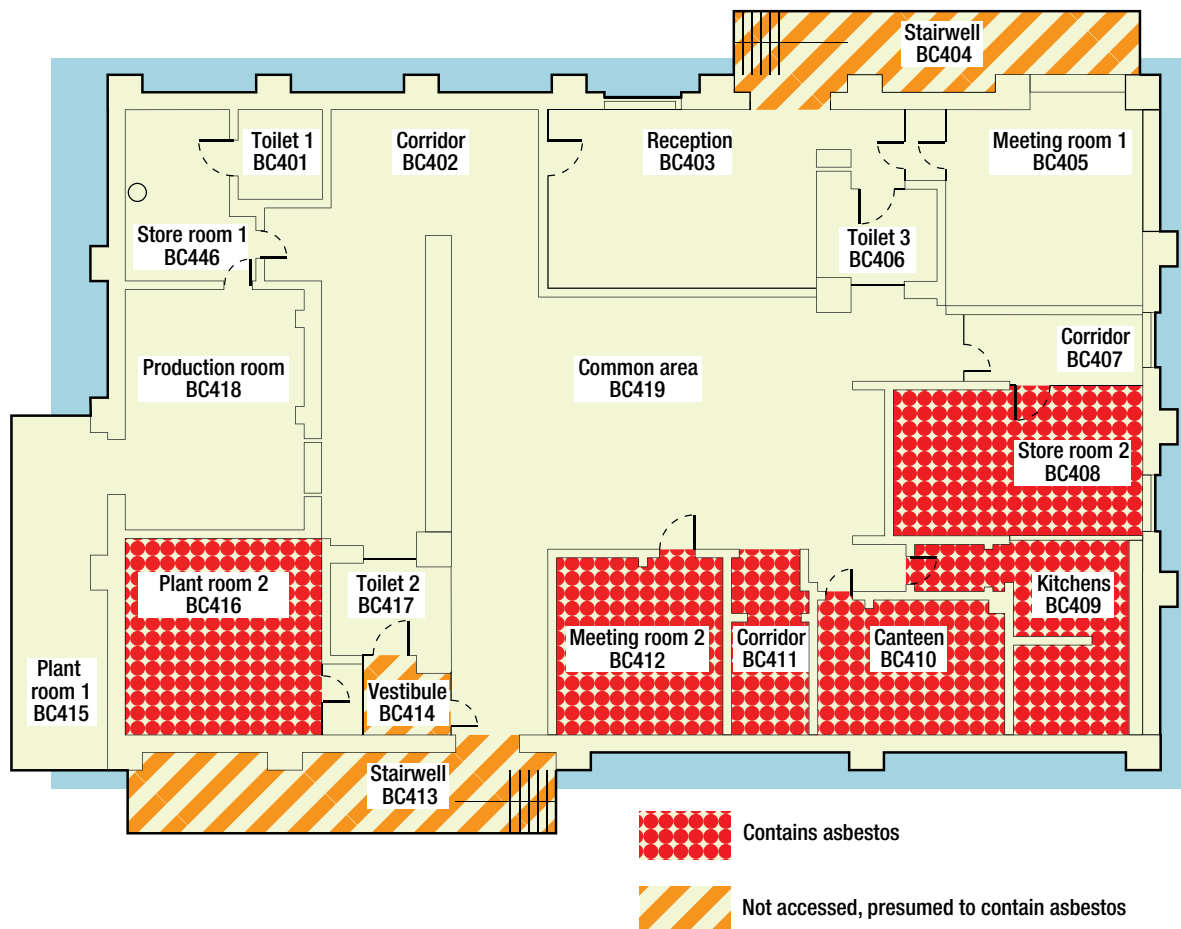 Stairwell
BC404
Toilet 1
BC401
Corridor
BC402
Reception
BC403
Meeting room 1
BC405
Store room 1
BC446
Toilet 3
BC406
Production room
BC418
Common area
BC419
Corridor
BC407
Store room 2
BC408
Plant room 2
BC416
Toilet 2
BC417
Kitchens
BC409
Meeting room 2
BC412
Corridor
BC411
Canteen
BC410
Plant
room 1
BC415
Vestibule
BC414
Stairwell
BC413
Contains asbestos
Not accessed, presumed to contain asbestos